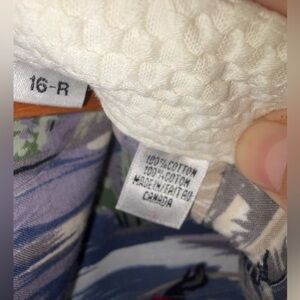 16-R
100%COTTON
100%COTON
MADE IN/FAIT AU
CANADA